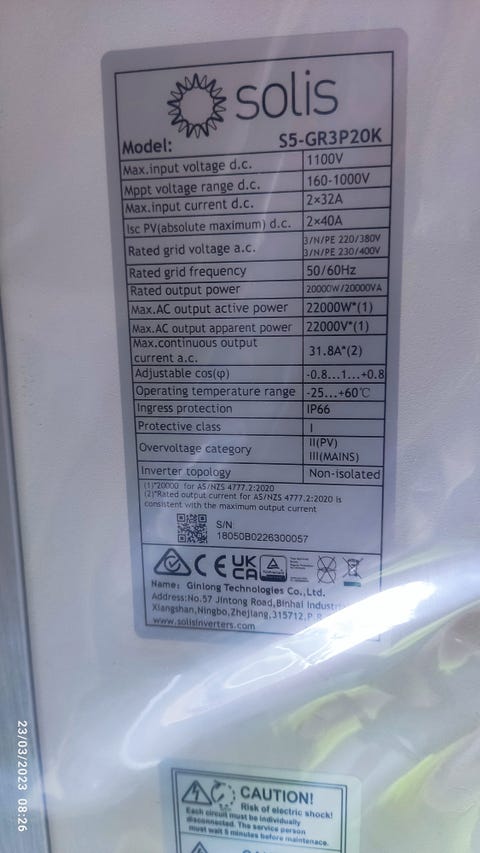 solis
Model: S5-GR3P20K
Max.input voltage d.c. 1100V
Mppt voltage range d.c. 160-1000V
Max.input current d.c. 2×32A
Isc PV(absolute maximum) d.c. 2×40A
Rated grid voltage a.c. 3/N/PE 220/380V
3/N/PE 230/400V
Rated grid frequency 50/60Hz
Rated output power 20000W/20000VA
Max.AC output active power 22000W*(1)
Max.AC output apparent power 22000V*(1)
Max.continuous output
current a.c. 31.8A*(2)
Adjustable cos(φ) -0.8...1...+0.8
Operating temperature range -25...+60℃
Ingress protection IP66
Protective class I
Overvoltage category II(PV)
III(MAINS)
Inverter topology Non-isolated
(1)*20000 for AS/NZS 4777.2:2020
(2)*Rated output current for AS/NZS 4777.2:2020 is
consistent with the maximum output current
S/N:
18050B0226300057
CE UK
CA
Name: Ginlong Technologies Co.,Ltd.
Address:No.57 Jintong Road,Binhai Industri
Xiangshan,Ningbo,Zhejiang,315712,P.R
www.solisinverters.com
CAUTION!
Risk of electric shock!
Each circuit must be individually
disconnected. The service person
must wait 5 minutes before maintenace.
23/03/2023 08:26